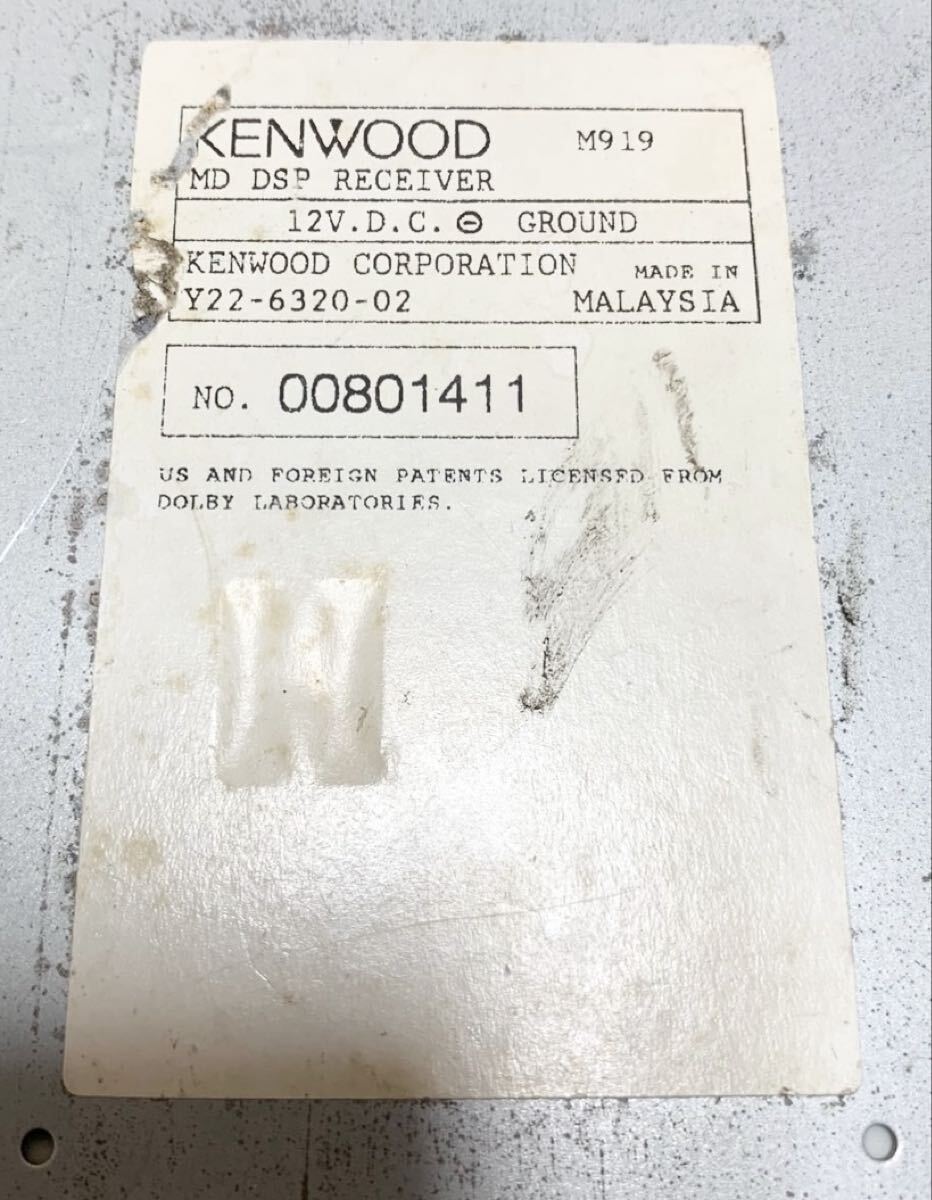 KENWOOD M919
MD DSP RECEIVER
12V.D.C. ⊖ GROUND
KENWOOD CORPORATION MADE IN
Y22-6320-02 MALAYSIA
NO. 00801411
US AND FOREIGN PATENTS LICENSED FROM
DOLBY LABORATORIES.